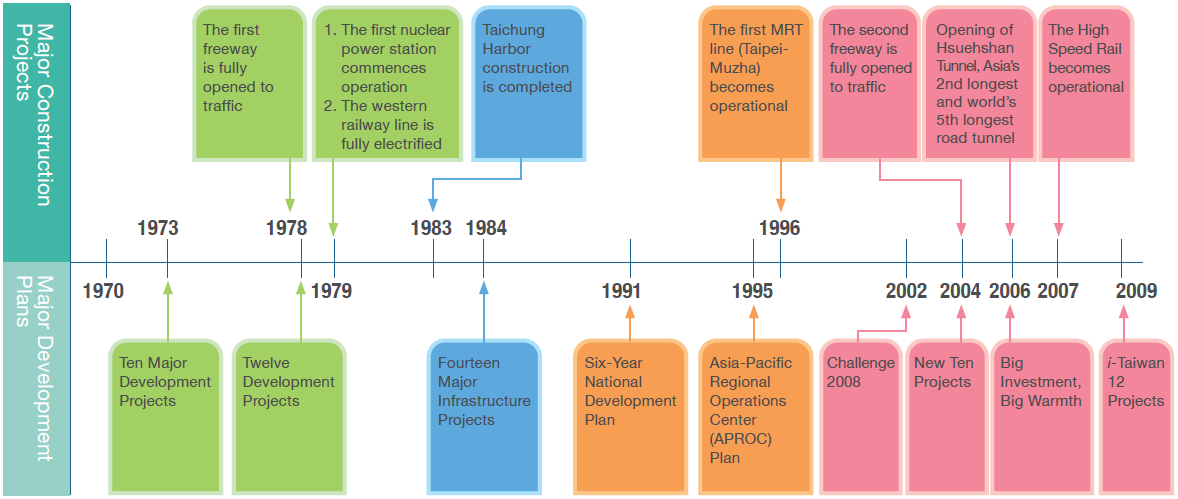 Major Construction
Projects
The first
freeway
is fully
opened to
traffic
1. The first nuclear
power station
commences
operation
2. The western
railway line is
fully electrified
Taichung
Harbor
construction
is completed
The first MRT
line (Taipei-
Muzha)
becomes
operational
The second
freeway is
fully opened
to traffic
Opening of
Hsuehshan
Tunnel, Asia's
2nd longest
and world's
5th longest
road tunnel
The High
Speed Rail
becomes
operational
1973
1978
1983
1984
1996
1970
1979
1991
1995
2002
2004
2006
2007
2009
Major Development
Plans
Ten Major
Development
Projects
Twelve
Development
Projects
Fourteen
Major
Infrastructure
Projects
Six-Year
National
Development
Plan
Asia-Pacific
Regional
Operations
Center
(APROC)
Plan
Challenge
2008
New Ten
Projects
Big
Investment,
Big Warmth
i-Taiwan
12
Projects